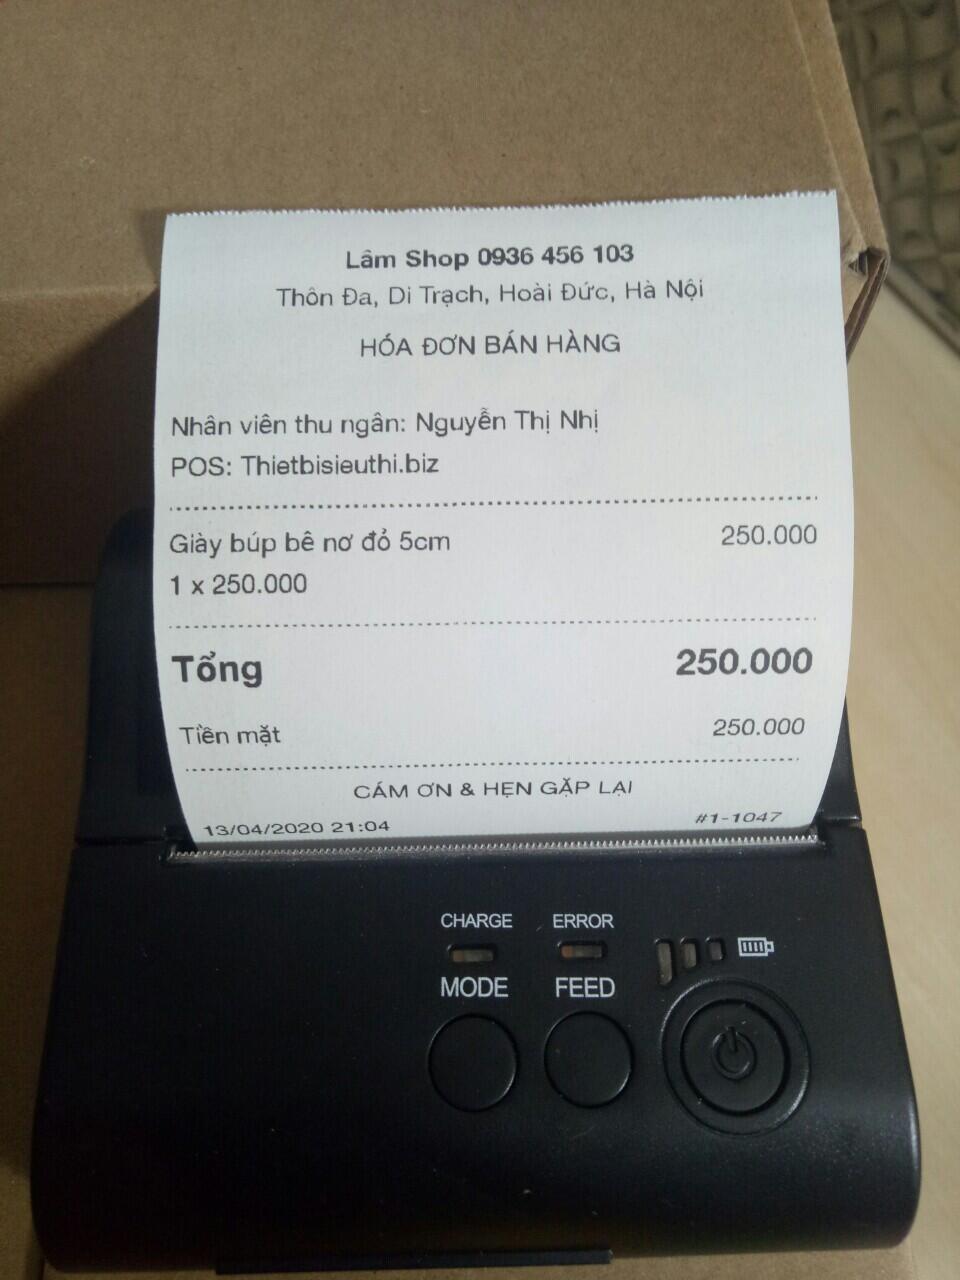 Lâm Shop 0936 456 103
Thôn Đa, Di Trạch, Hoài Đức, Hà Nội
HÓA ĐƠN BÁN HÀNG
Nhân viên thu ngân: Nguyễn Thị Nhị
POS: Thietbisieuthi.biz
Giày búp bê nơ đỏ 5cm 250.000
1 x 250.000
Tổng 250.000
Tiền mặt 250.000
CÁM ƠN & HẸN GẶP LẠI
13/04/2020 21:04 #1-1047
CHARGE ERROR
MODE FEED